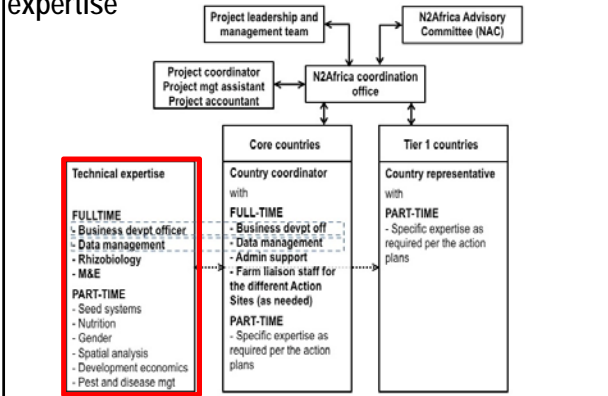 expertise
Project leadership and
management team
N2Africa Advisory
Committee (NAC)
Project coordinator
Project mgt assistant
Project accountant
N2Africa coordination
office
Technical expertise
FULLTIME
- Business devpt officer
- Data management
- Rhizobiology
- M&E
PART-TIME
- Seed systems
- Nutrition
- Gender
- Spatial analysis
- Development economics
- Pest and disease mgt
Core countries
Country coordinator
with
FULL-TIME
- Business devpt off
- Data management
- Admin support
- Farm liaison staff for
the different Action
Sites (as needed)
PART-TIME
- Specific expertise as
required per the action
plans
Tier 1 countries
Country representative
with
PART-TIME
- Specific expertise as
required per the action
plans